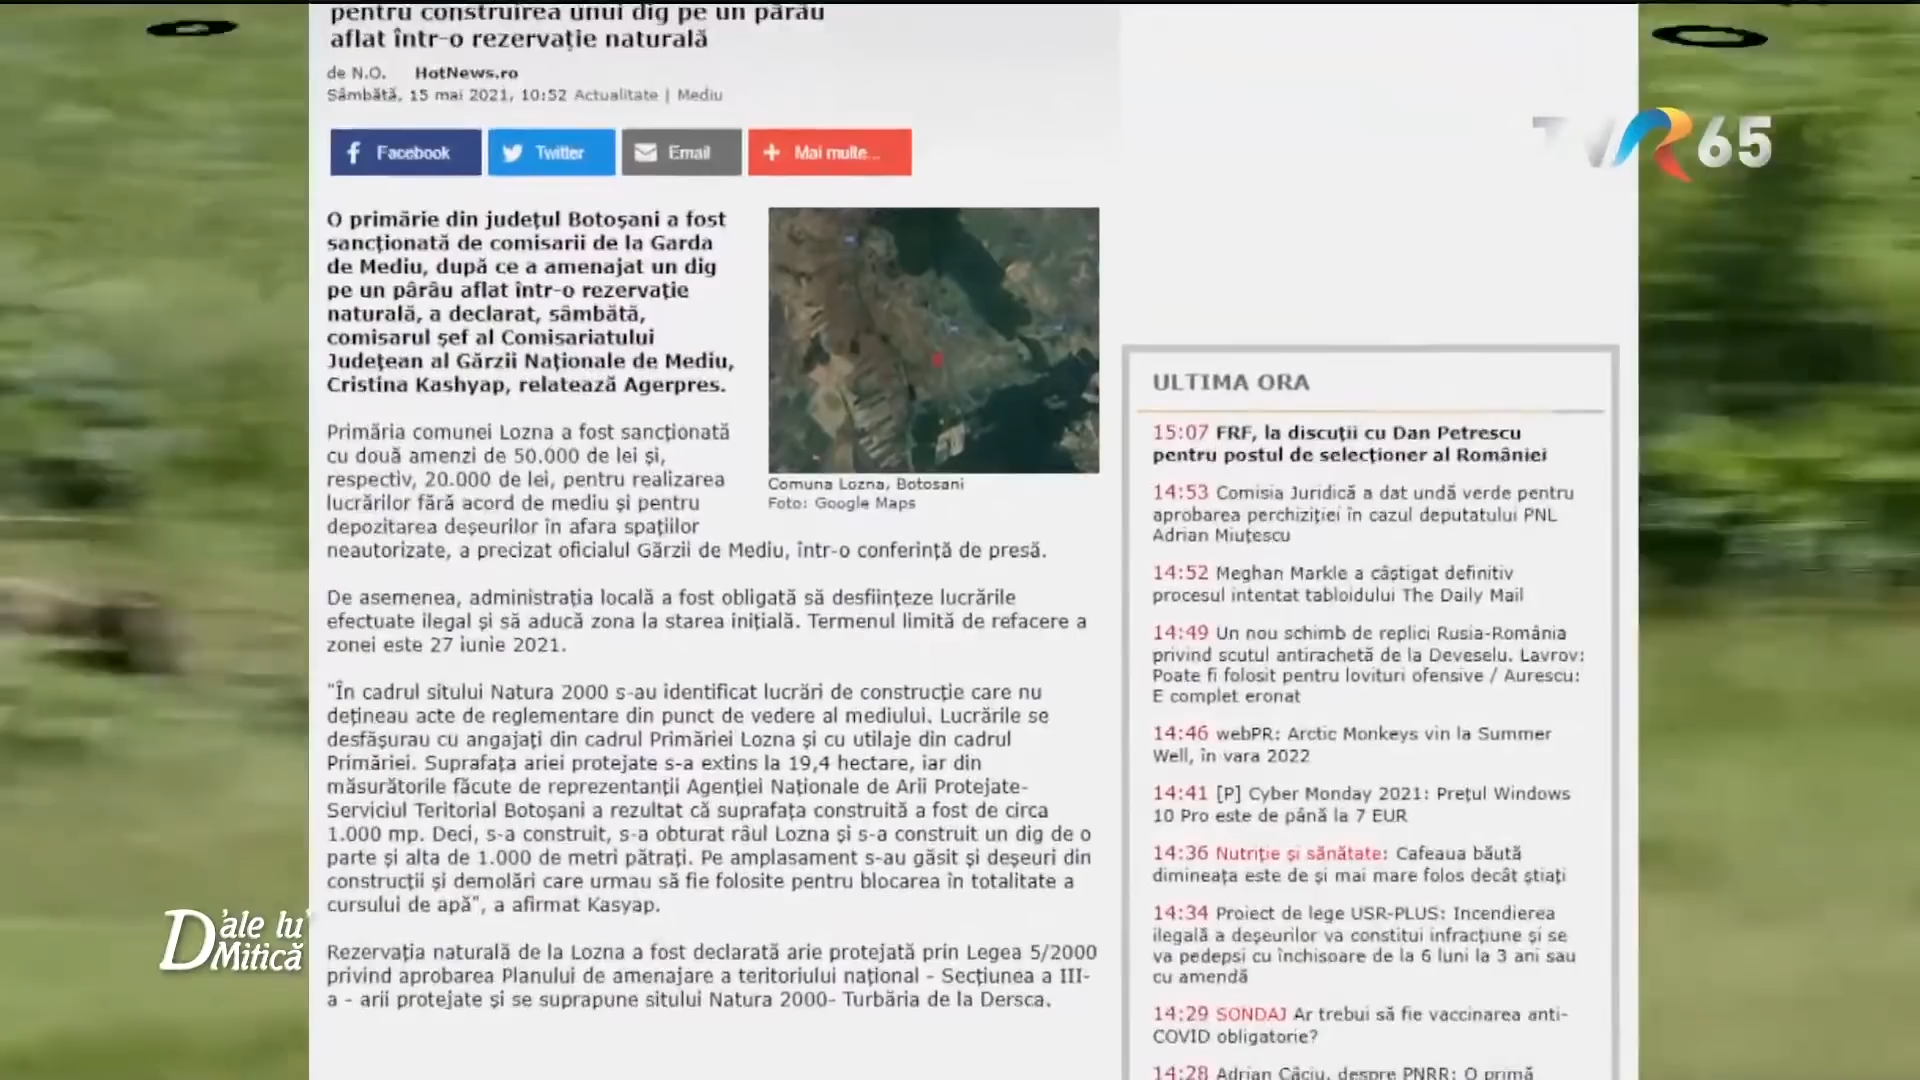 pentru construirea unui dig pe un pârâu
aflat într-o rezervație naturală
de N.O. HotNews.ro
Sâmbătă, 15 mai 2021, 10:52 Actualitate | Mediu
Facebook
Twitter
Email
Mai multe...
TVR 65
O primărie din județul Botoșani a fost
sancționată de comisarii de la Garda
de Mediu, după ce a amenajat un dig
pe un pârâu aflat într-o rezervație
naturală, a declarat, sâmbătă,
comisarul șef al Comisariatului
Județean al Gărzii Naționale de Mediu,
Cristina Kashyap, relatează Agerpres.
Comuna Lozna, Botosani
Foto: Google Maps
Primăria comunei Lozna a fost sancționată
cu două amenzi de 50.000 de lei și,
respectiv, 20.000 de lei, pentru realizarea
lucrărilor fără acord de mediu și pentru
depozitarea deșeurilor în afara spațiilor
neautorizate, a precizat oficialul Gărzii de Mediu, într-o conferință de presă.
De asemenea, administrația locală a fost obligată să desființeze lucrările
efectuate ilegal și să aducă zona la starea inițială. Termenul limită de refacere a
zonei este 27 iunie 2021.
"În cadrul sitului Natura 2000 s-au identificat lucrări de construcție care nu
dețineau acte de reglementare din punct de vedere al mediului. Lucrările se
desfășurau cu angajați din cadrul Primăriei Lozna și cu utilaje din cadrul
Primăriei. Suprafața ariei protejate s-a extins la 19,4 hectare, iar din
măsurătorile făcute de reprezentanții Agenției Naționale de Arii Protejate-
Serviciul Teritorial Botoșani a rezultat că suprafața construită a fost de circa
1.000 mp. Deci, s-a construit, s-a obturat râul Lozna și s-a construit un dig de o
parte și alta de 1.000 de metri pătrați. Pe amplasament s-au găsit și deșeuri din
construcții și demolări care urmau să fie folosite pentru blocarea în totalitate a
cursului de apă", a afirmat Kasyap.
Rezervația naturală de la Lozna a fost declarată arie protejată prin Legea 5/2000
privind aprobarea Planului de amenajare a teritoriului național - Secțiunea a III-
a - arii protejate și se suprapune sitului Natura 2000- Turbăria de la Dersca.
ULTIMA ORA
15:07 FRF, la discuții cu Dan Petrescu
pentru postul de selecționer al României
14:53 Comisia Juridică a dat undă verde pentru
aprobarea perchiziției în cazul deputatului PNL
Adrian Miuțescu
14:52 Meghan Markle a câștigat definitiv
procesul intentat tabloidului The Daily Mail
14:49 Un nou schimb de replici Rusia-România
privind scutul antirachetă de la Deveselu. Lavrov:
Poate fi folosit pentru lovituri ofensive / Aurescu:
E complet eronat
14:46 webPR: Arctic Monkeys vin la Summer
Well, în vara 2022
14:41 [P] Cyber Monday 2021: Prețul Windows
10 Pro este de până la 7 EUR
14:36 Nutriție și sănătate: Cafeaua băută
dimineața este de și mai mare folos decât știați
14:34 Proiect de lege USR-PLUS: Incendierea
ilegală a deșeurilor va constitui infracțiune și se
va pedepsi cu închisoare de la 6 luni la 3 ani sau
cu amendă
14:29 SONDAJ Ar trebui să fie vaccinarea anti-
COVID obligatorie?
14:28 Adrian Câciu, despre PNRR: O primă
D'ale lu'
Mitică